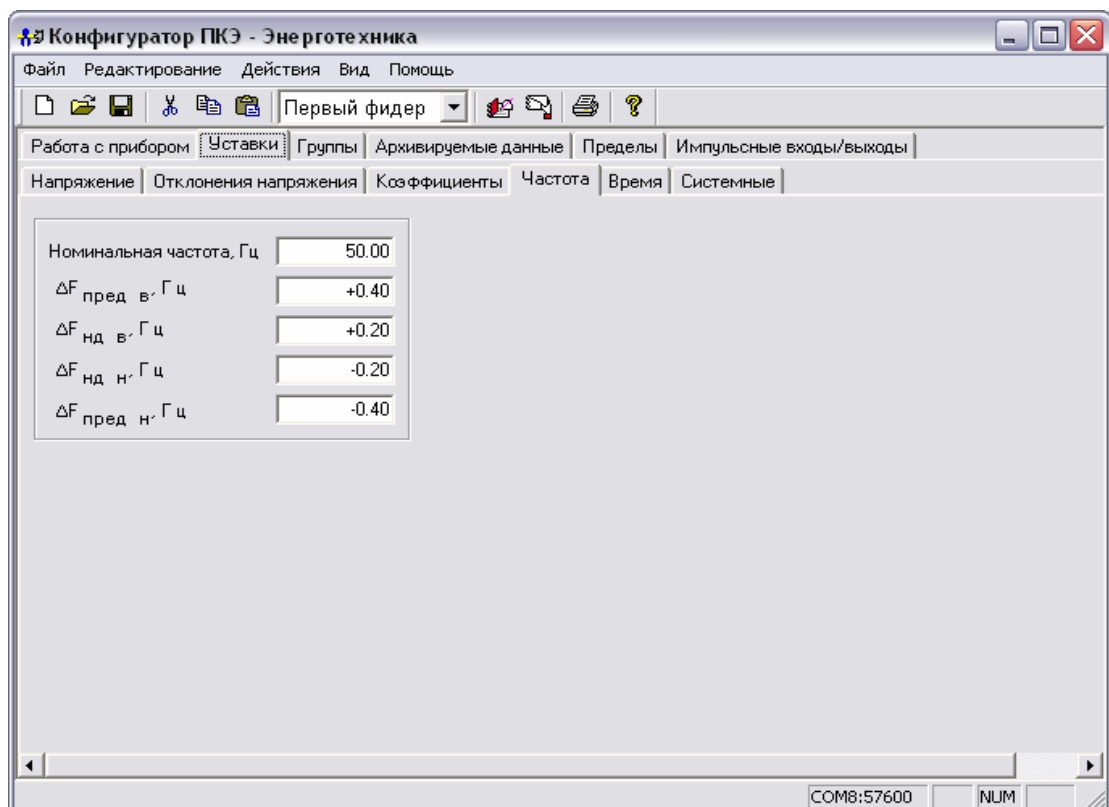 Конфигуратор ПКЭ - Энерготехника
Файл Редактирование Действия Вид Помощь
Первый фидер
Работа с прибором Уставки Группы Архивируемые данные Пределы Импульсные входы/выходы
Напряжение Отклонения напряжения Коэффициенты Частота Время Системные
Номинальная частота, Гц 50.00
ΔF пред в, Гц +0.40
ΔF нд в, Гц +0.20
ΔF нд н, Гц -0.20
ΔF пред н, Гц -0.40
COM8:57600 NUM